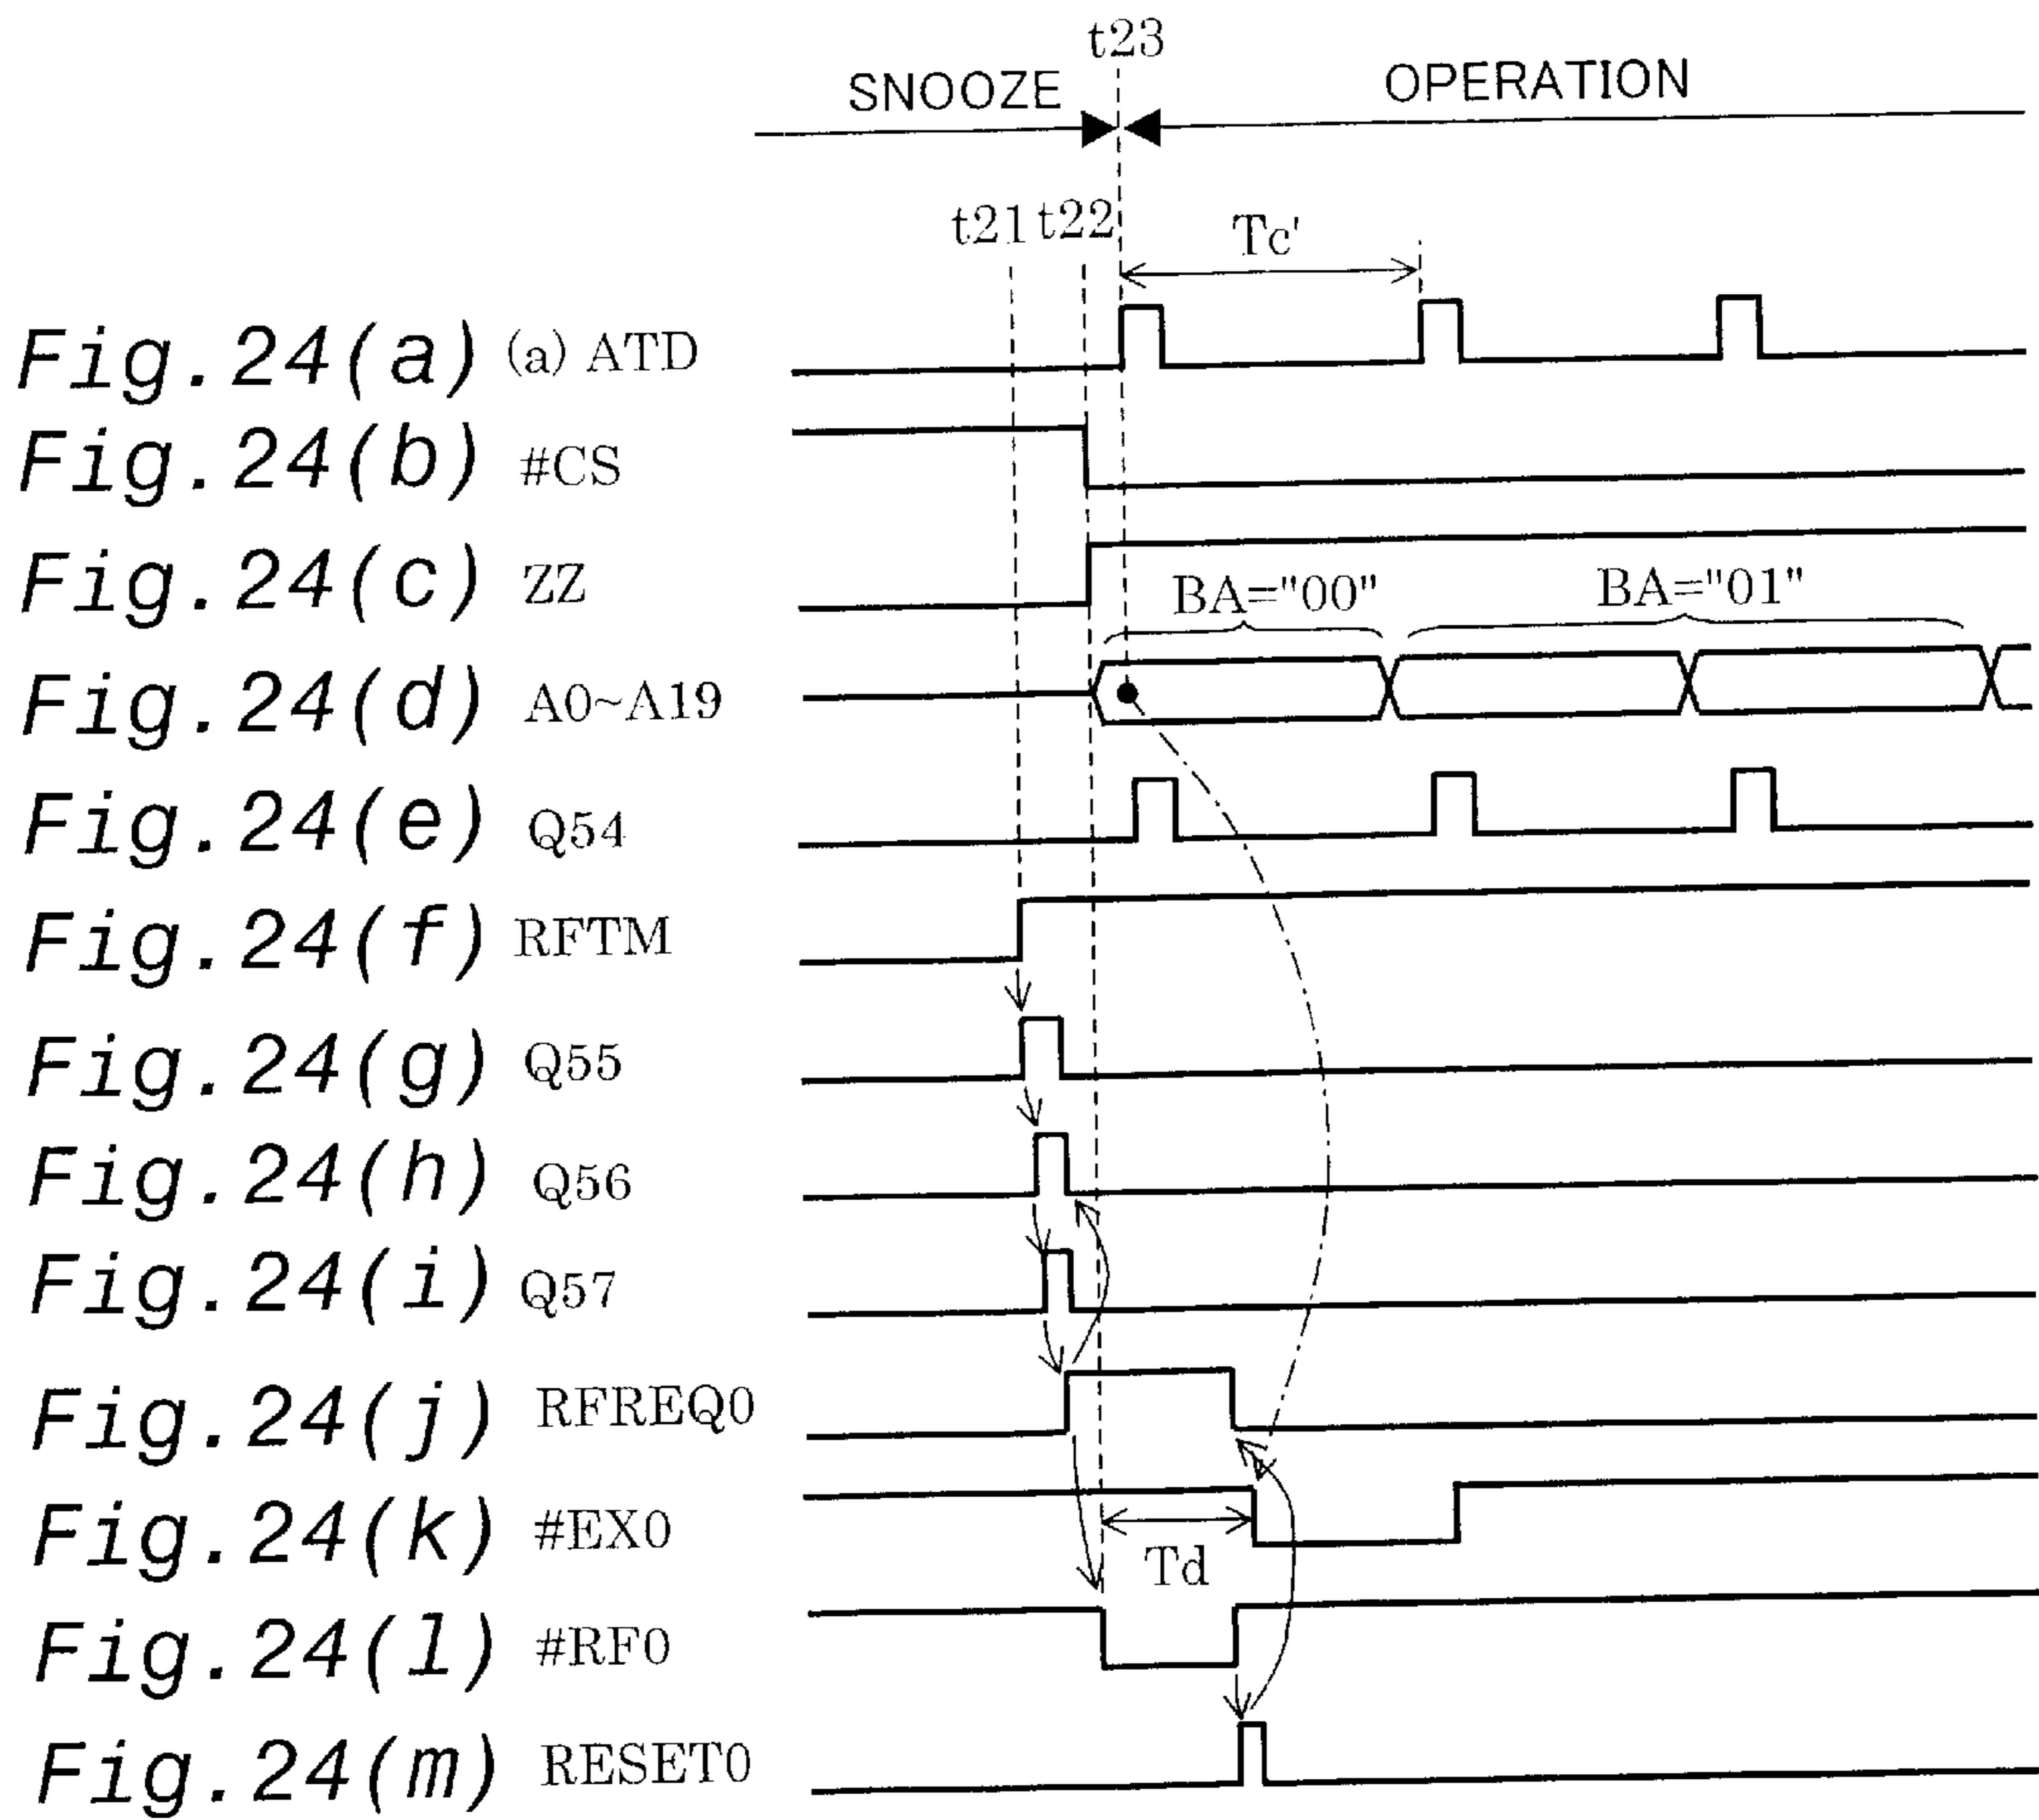 t23
SNOOZE OPERATION
t21 t22 Tc'
Fig.24(a) (a) ATD
Fig.24(b) #CS
Fig.24(c) ZZ
BA="00" BA="01"
Fig.24(d) A0~A19
Fig.24(e) Q54
Fig.24(f) RFTM
Fig.24(g) Q55
Fig.24(h) Q56
Fig.24(i) Q57
Fig.24(j) RFREQ0
Fig.24(k) #EX0
Td
Fig.24(l) #RF0
Fig.24(m) RESET0